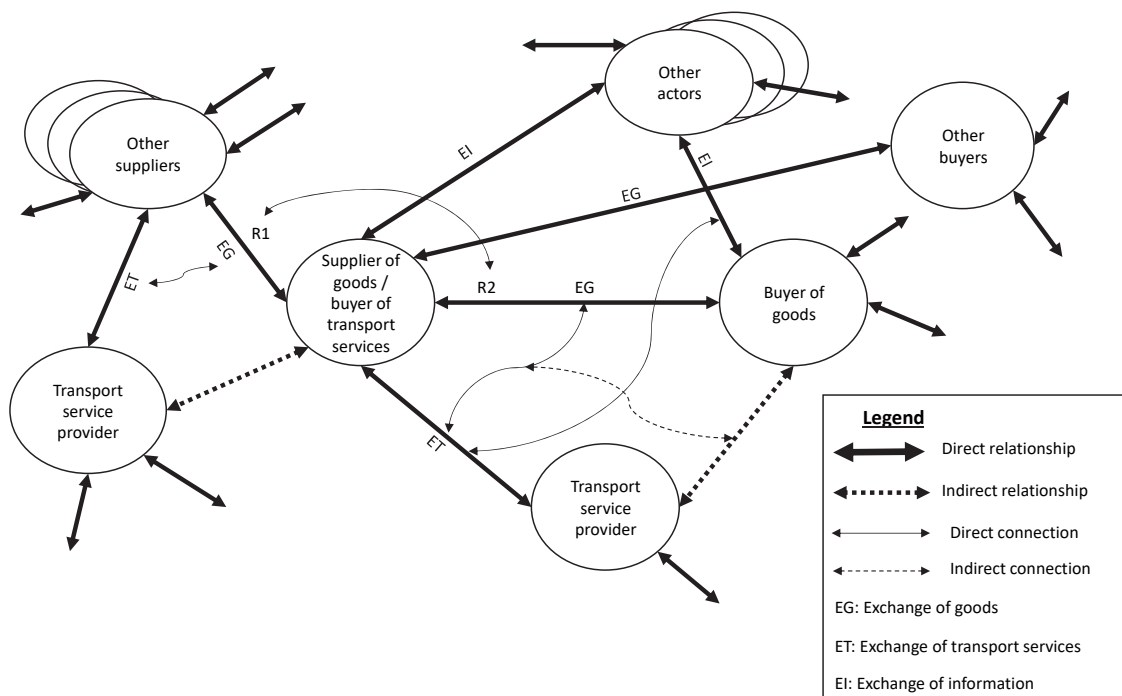 Other
actors
Other
suppliers
Other
buyers
EI
EI
EG
R1
EG
ET
Supplier of
goods /
buyer of
transport
services
R2
EG
Buyer of
goods
Transport
service
provider
ET
Transport
service
provider
Legend
Direct relationship
Indirect relationship
Direct connection
Indirect connection
EG: Exchange of goods
ET: Exchange of transport services
EI: Exchange of information